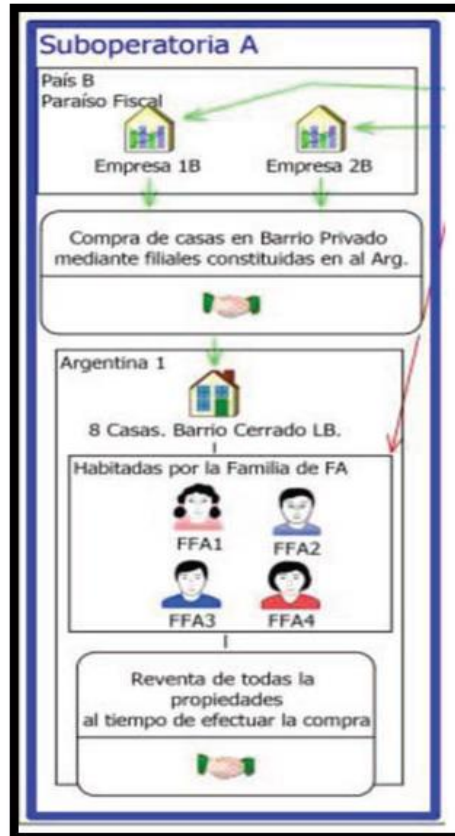 Suboperatoria A
País B
Paraíso Fiscal
Empresa 1B
Empresa 2B
Compra de casas en Barrio Privado
mediante filiales constituidas en al Arg.
Argentina 1
8 Casas. Barrio Cerrado LB.
Habitadas por la Familia de FA
FFA1
FFA2
FFA3
FFA4
Reventa de todas la
propiedades
al tiempo de efectuar la compra